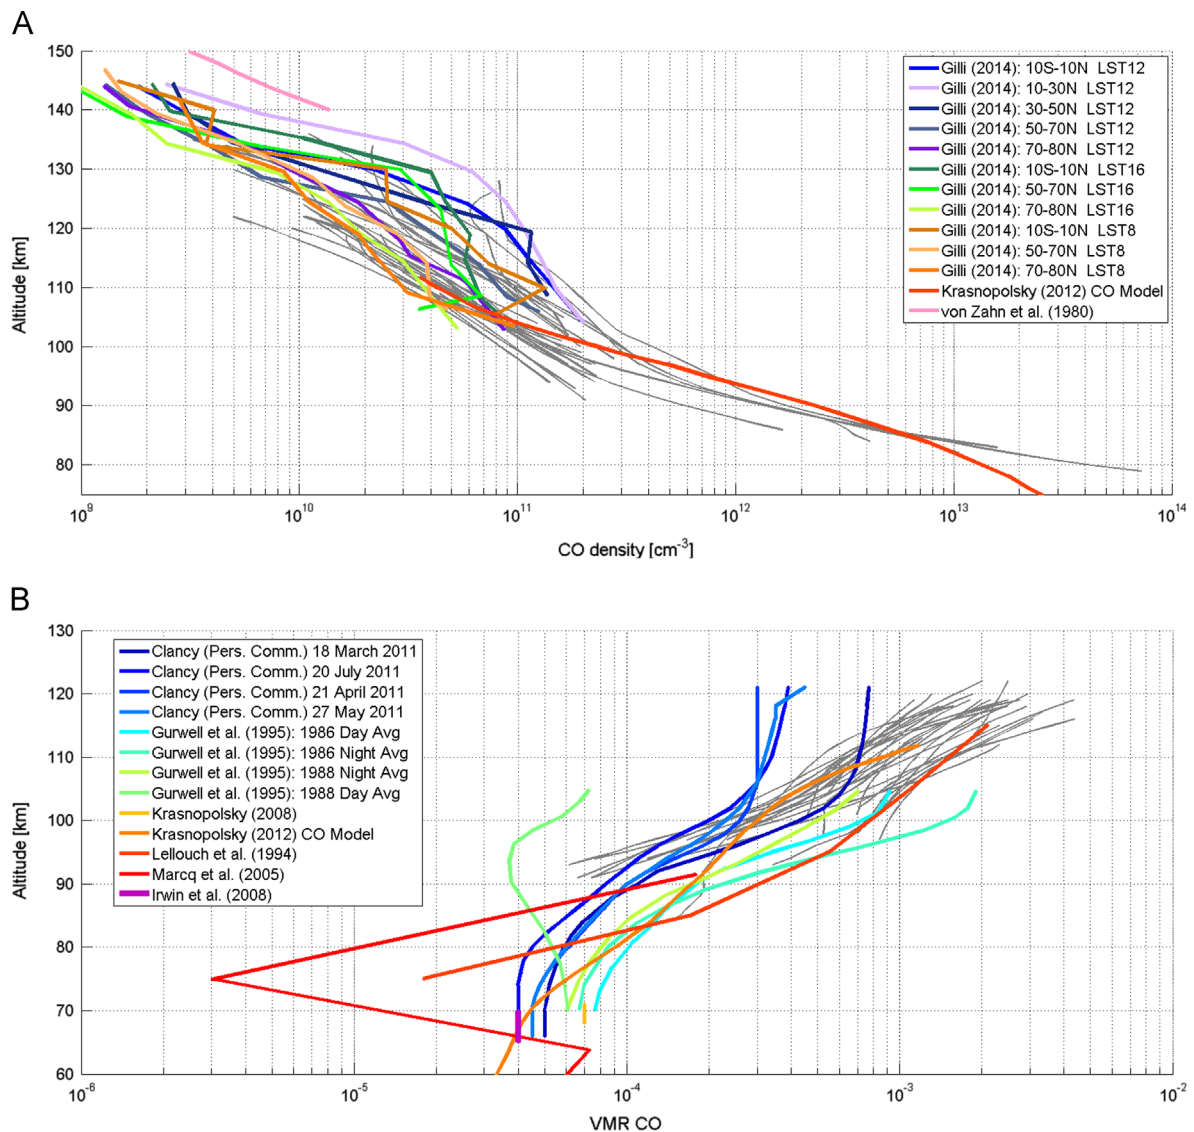 A
150
140
130
120
110
100
90
80
Altitude [km]
10^9
10^10
10^11
10^12
10^13
10^14
CO density [cm^-3]
Gilli (2014): 10S-10N LST12
Gilli (2014): 10-30N LST12
Gilli (2014): 30-50N LST12
Gilli (2014): 50-70N LST12
Gilli (2014): 70-80N LST12
Gilli (2014): 10S-10N LST16
Gilli (2014): 50-70N LST16
Gilli (2014): 70-80N LST16
Gilli (2014): 10S-10N LST8
Gilli (2014): 50-70N LST8
Gilli (2014): 70-80N LST8
Krasnopolsky (2012) CO Model
von Zahn et al. (1980)
B
130
120
110
100
90
80
70
60
Altitude [km]
Clancy (Pers. Comm.) 18 March 2011
Clancy (Pers. Comm.) 20 July 2011
Clancy (Pers. Comm.) 21 April 2011
Clancy (Pers. Comm.) 27 May 2011
Gurwell et al. (1995): 1986 Day Avg
Gurwell et al. (1995): 1986 Night Avg
Gurwell et al. (1995): 1988 Night Avg
Gurwell et al. (1995): 1988 Day Avg
Krasnopolsky (2008)
Krasnopolsky (2012) CO Model
Lellouch et al. (1994)
Marcq et al. (2005)
Irwin et al. (2008)
10^-6
10^-5
10^-4
10^-3
10^-2
VMR CO